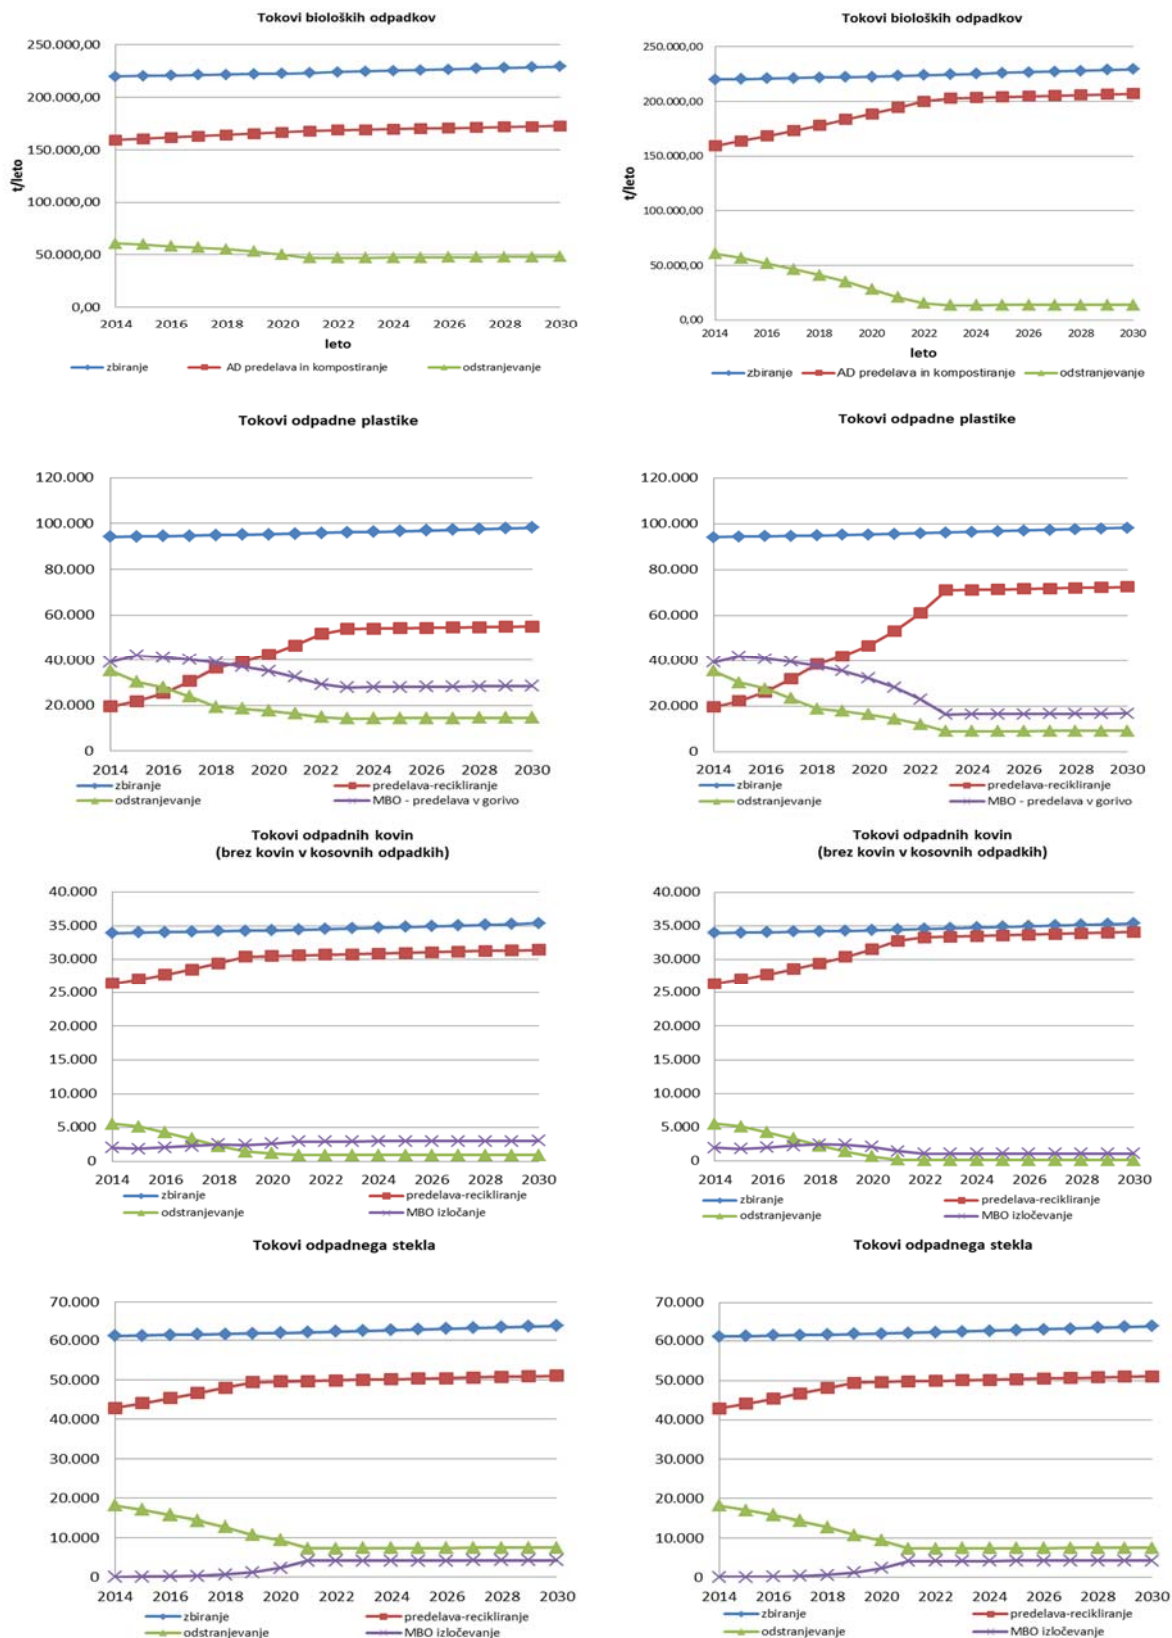 Tokovi bioloških odpadkov
250.000,00
200.000,00
150.000,00
100.000,00
50.000,00
0,00
t/leto
2014 2016 2018 2020 2022 2024 2026 2028 2030
leto
zbiranje AD predelava in kompostiranje odstranjevanje
Tokovi bioloških odpadkov
250.000,00
200.000,00
150.000,00
100.000,00
50.000,00
0,00
t/leto
2014 2016 2018 2020 2022 2024 2026 2028 2030
leto
zbiranje AD predelava in kompostiranje odstranjevanje
Tokovi odpadne plastike
120.000
100.000
80.000
60.000
40.000
20.000
0
2014 2016 2018 2020 2022 2024 2026 2028 2030
zbiranje predelava-recikliranje
odstranjevanje MBO - predelava v gorivo
Tokovi odpadne plastike
120.000
100.000
80.000
60.000
40.000
20.000
0
2014 2016 2018 2020 2022 2024 2026 2028 2030
zbiranje predelava-recikliranje
odstranjevanje MBO - predelava v gorivo
Tokovi odpadnih kovin
(brez kovin v kosovnih odpadkih)
40.000
35.000
30.000
25.000
20.000
15.000
10.000
5.000
0
2014 2016 2018 2020 2022 2024 2026 2028 2030
zbiranje predelava-recikliranje
odstranjevanje MBO izločanje
Tokovi odpadnih kovin
(brez kovin v kosovnih odpadkih)
40.000
35.000
30.000
25.000
20.000
15.000
10.000
5.000
0
2014 2016 2018 2020 2022 2024 2026 2028 2030
zbiranje predelava-recikliranje
odstranjevanje MBO izločevanje
Tokovi odpadnega stekla
70.000
60.000
50.000
40.000
30.000
20.000
10.000
0
2014 2016 2018 2020 2022 2024 2026 2028 2030
zbiranje predelava-recikliranje
odstranjevanje MBO izločevanje
Tokovi odpadnega stekla
70.000
60.000
50.000
40.000
30.000
20.000
10.000
0
2014 2016 2018 2020 2022 2024 2026 2028 2030
zbiranje predelava-recikliranje
odstranjevanje MBO izločevanje